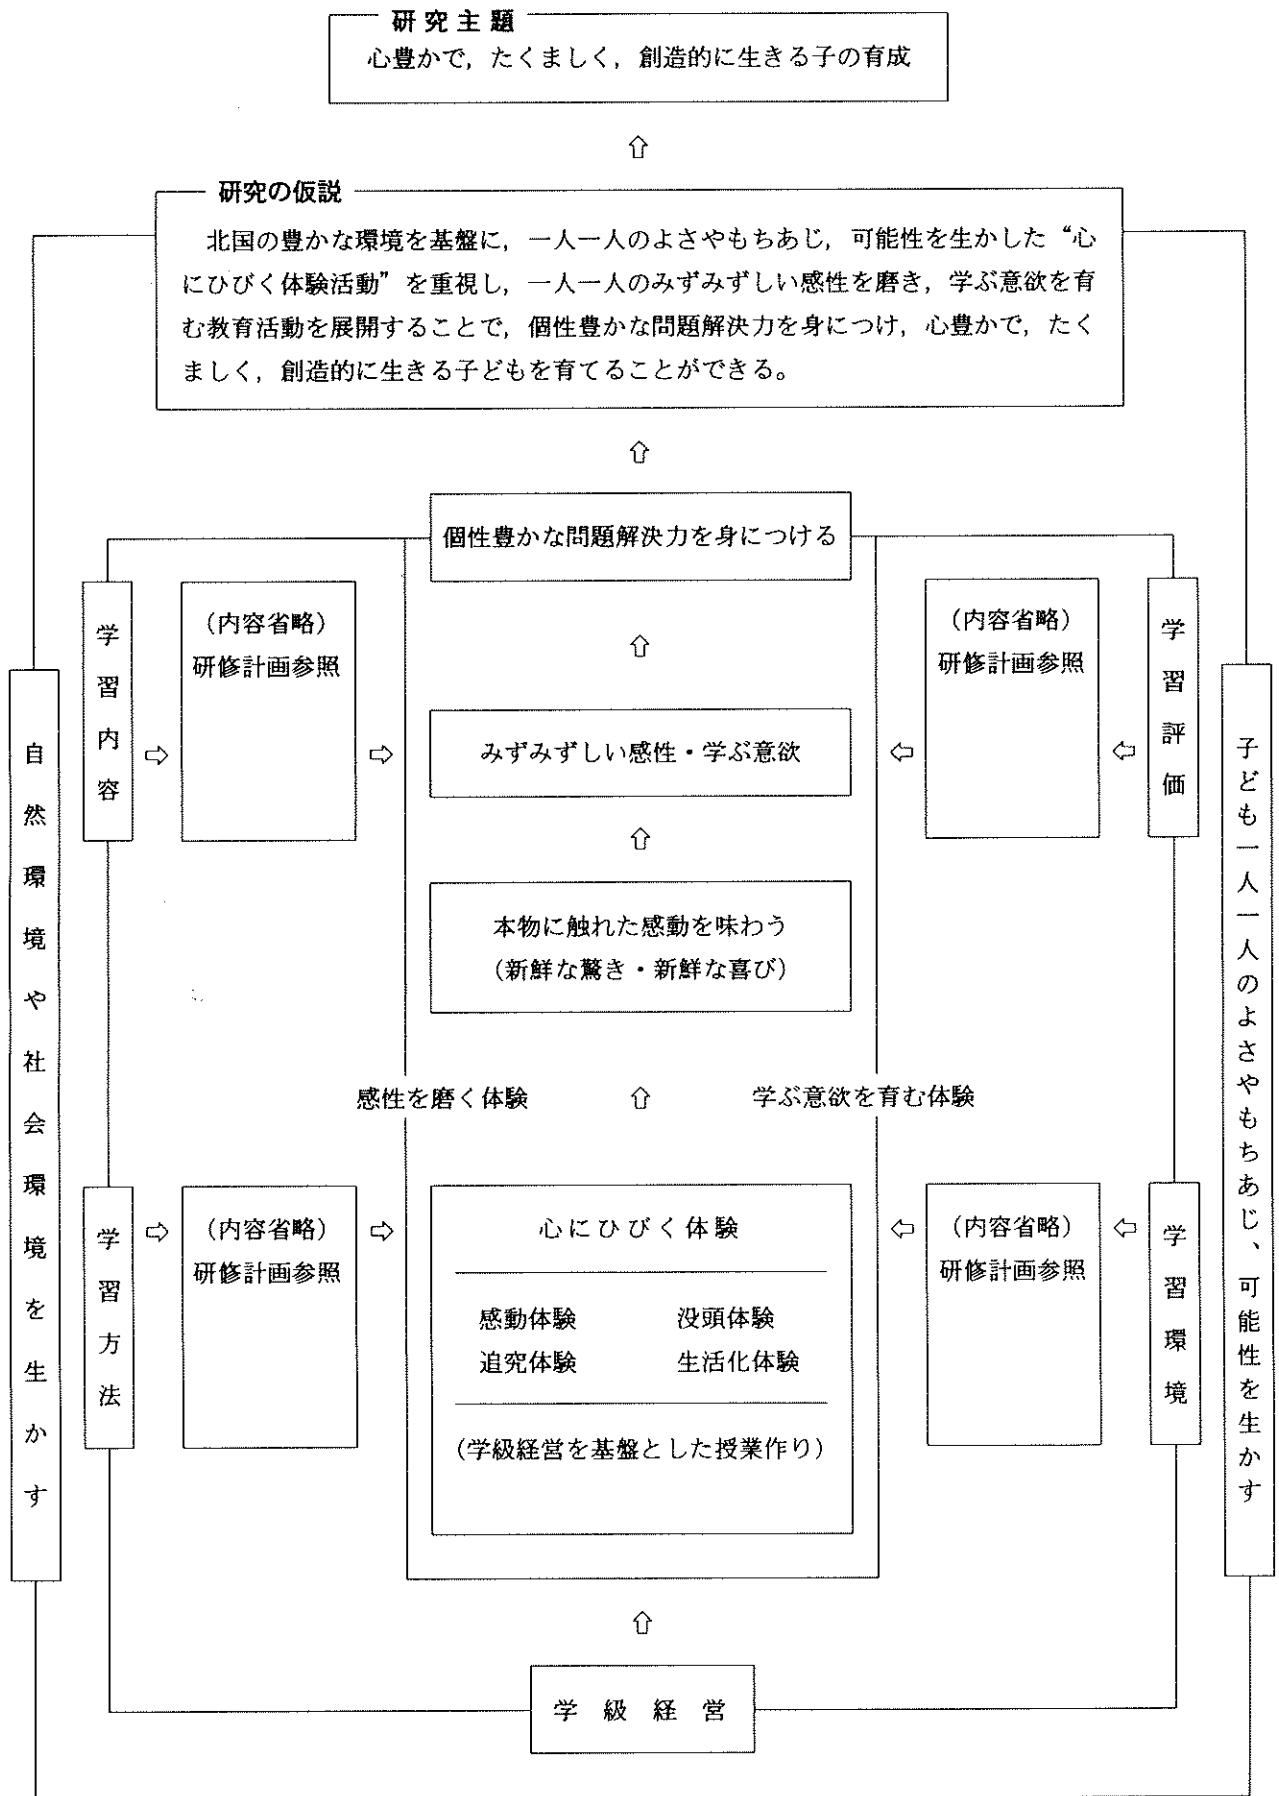 研究主題
心豊かで，たくましく，創造的に生きる子の育成
研究の仮説
北国の豊かな環境を基盤に，一人一人のよさやもちあじ，可能性を生かした“心
にひびく体験活動”を重視し，一人一人のみずみずしい感性を磨き，学ぶ意欲を育
む教育活動を展開することで，個性豊かな問題解決力を身につけ，心豊かで，たく
ましく，創造的に生きる子どもを育てることができる。
個性豊かな問題解決力を身につける
学習内容
（内容省略）
研修計画参照
（内容省略）
研修計画参照
学習評価
みずみずしい感性・学ぶ意欲
自然環境や社会環境を生かす
子ども一人一人のよさやもちあじ、可能性を生かす
本物に触れた感動を味わう
（新鮮な驚き・新鮮な喜び）
感性を磨く体験
学ぶ意欲を育む体験
学習方法
（内容省略）
研修計画参照
心にひびく体験
感動体験 没頭体験
追究体験 生活化体験
（学級経営を基盤とした授業作り）
（内容省略）
研修計画参照
学習環境
学級経営